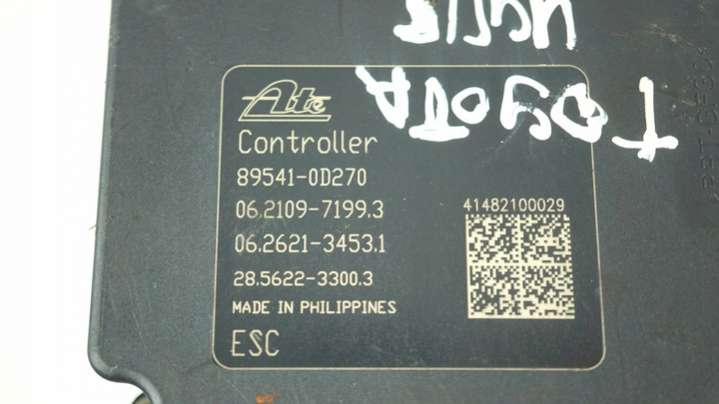 TOYOTA
Ate
Controller
89541-0D270
06.2109-7199.3
06.2621-3453.1
28.5622-3300.3
MADE IN PHILIPPINES
ESC
41482100029